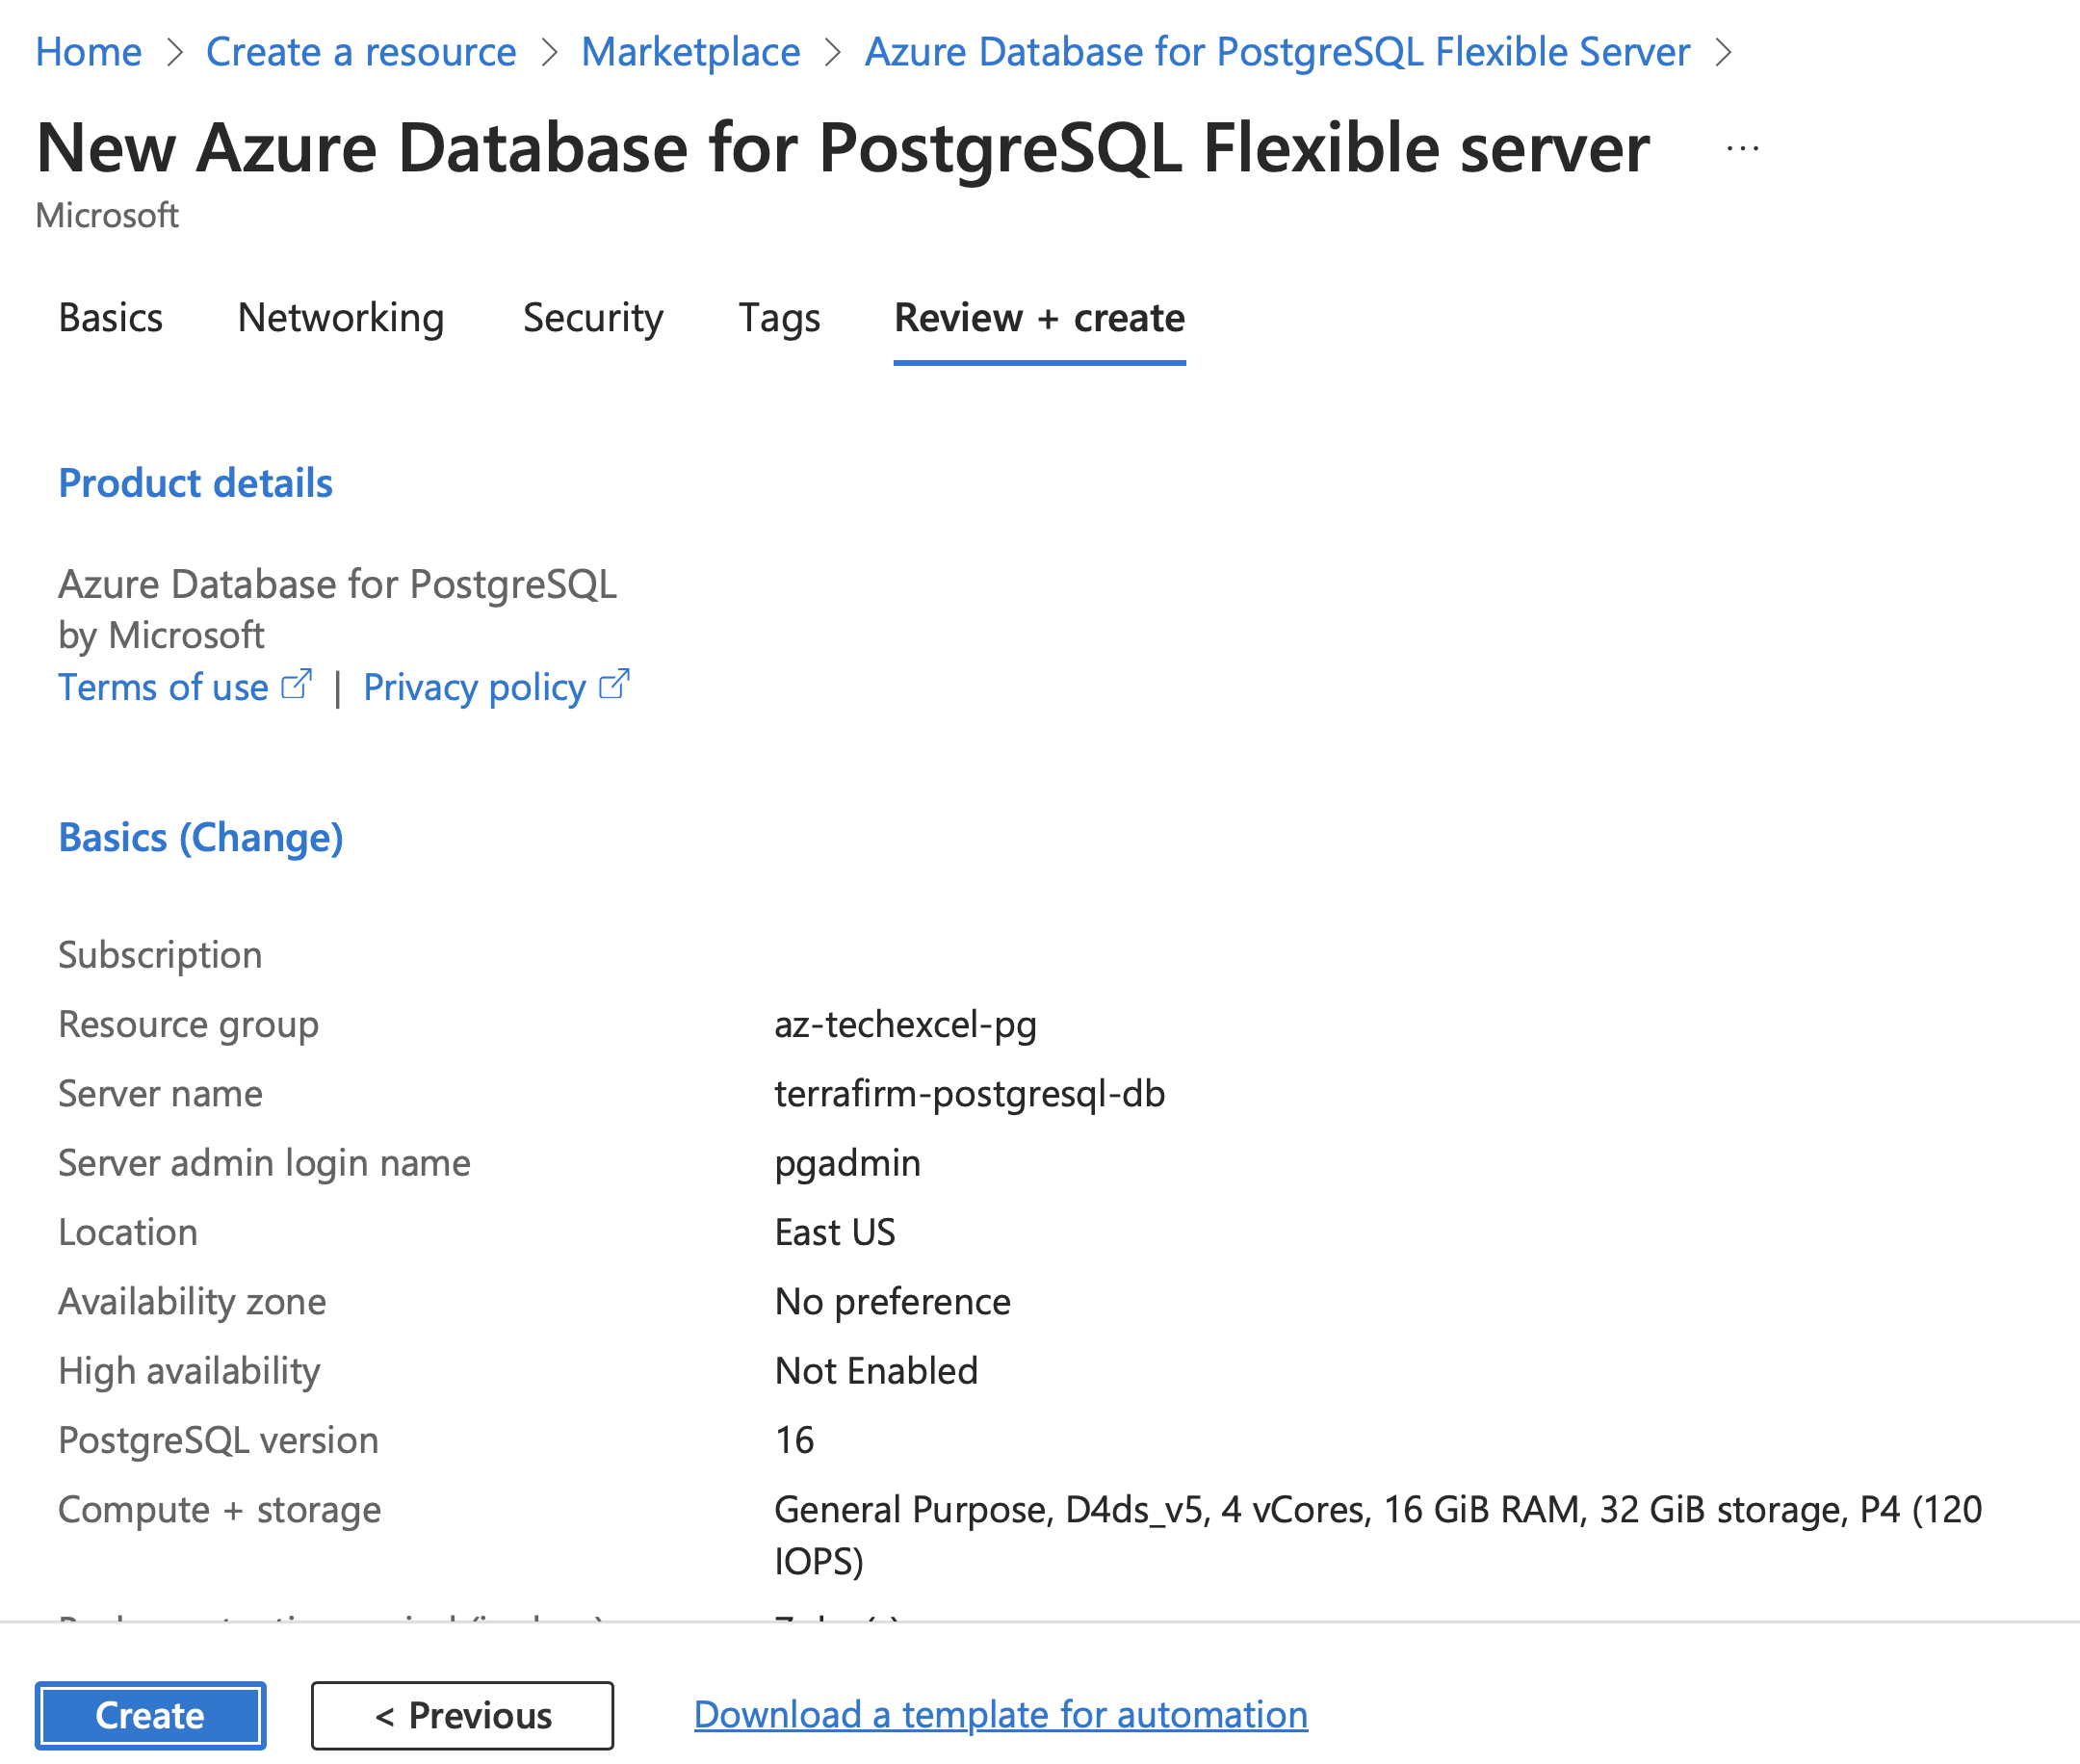 Home > Create a resource > Marketplace > Azure Database for PostgreSQL Flexible Server >
New Azure Database for PostgreSQL Flexible server ...
Microsoft
Basics Networking Security Tags Review + create
Product details
Azure Database for PostgreSQL
by Microsoft
Terms of use | Privacy policy
Basics (Change)
Subscription
Resource group az-techexcel-pg
Server name terrafirm-postgresql-db
Server admin login name pgadmin
Location East US
Availability zone No preference
High availability Not Enabled
PostgreSQL version 16
Compute + storage General Purpose, D4ds_v5, 4 vCores, 16 GiB RAM, 32 GiB storage, P4 (120
IOPS)
Create < Previous Download a template for automation